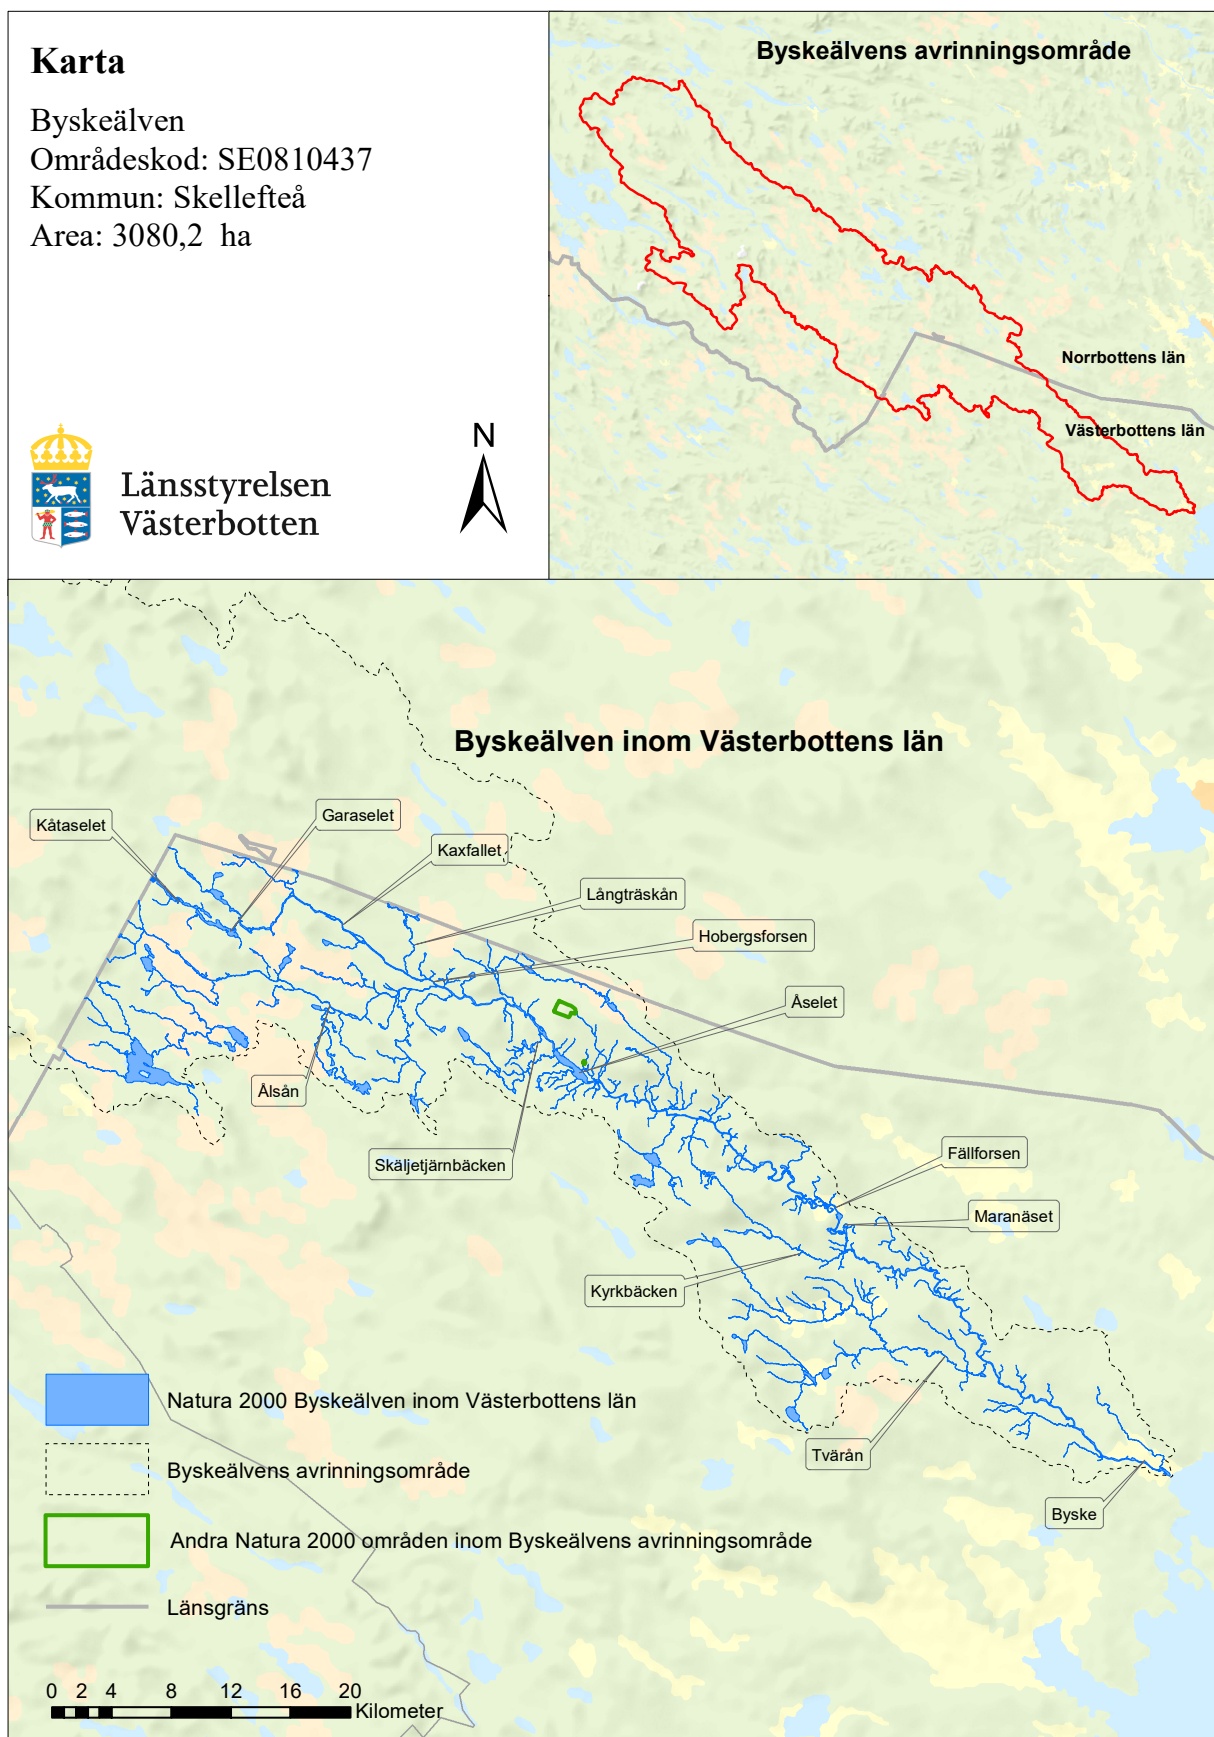 Karta
Byskeälven
Områdeskod: SE0810437
Kommun: Skellefteå
Area: 3080,2 ha
Länsstyrelsen
Västerbotten
N
Byskeälvens avrinningsområde
Norrbottens län
Västerbottens län
Byskeälven inom Västerbottens län
Kåtaselet
Garaselet
Kaxfallet
Långträskån
Hobergsforsen
Åselet
Ålsån
Skäljetjärnbäcken
Fällforsen
Maranäset
Kyrkbäcken
Tvärån
Byske
Natura 2000 Byskeälven inom Västerbottens län
Byskeälvens avrinningsområde
Andra Natura 2000 områden inom Byskeälvens avrinningsområde
Länsgräns
0 2 4 8 12 16 20
Kilometer